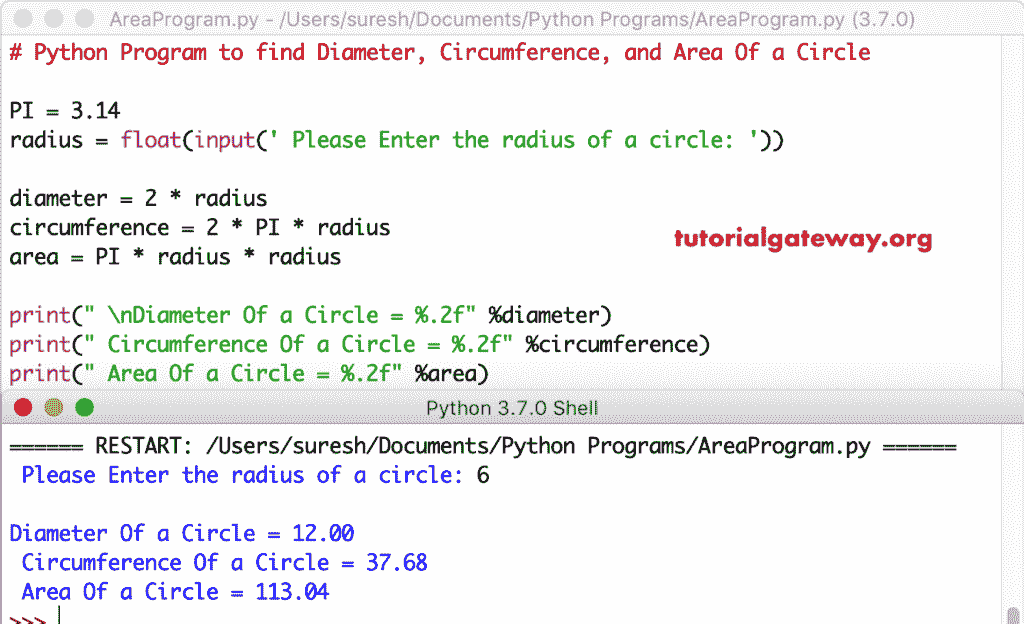 AreaProgram.py - /Users/suresh/Documents/Python Programs/AreaProgram.py (3.7.0)
# Python Program to find Diameter, Circumference, and Area Of a Circle
PI = 3.14
radius = float(input(' Please Enter the radius of a circle: '))
diameter = 2 * radius
circumference = 2 * PI * radius
area = PI * radius * radius
tutorialgateway.org
print(" \nDiameter Of a Circle = %.2f" %diameter)
print(" Circumference Of a Circle = %.2f" %circumference)
print(" Area Of a Circle = %.2f" %area)
Python 3.7.0 Shell
====== RESTART: /Users/suresh/Documents/Python Programs/AreaProgram.py ======
 Please Enter the radius of a circle: 6
Diameter Of a Circle = 12.00
 Circumference Of a Circle = 37.68
 Area Of a Circle = 113.04
>>>